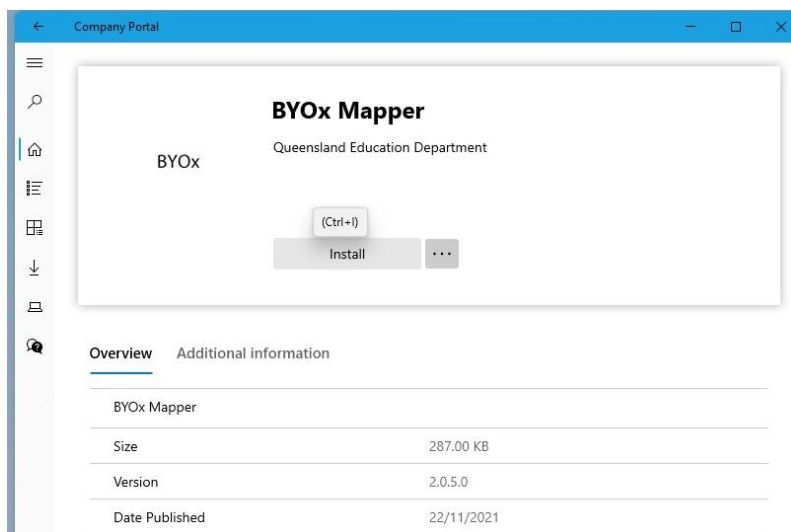 Company Portal
BYOx
BYOx Mapper
Queensland Education Department
(Ctrl+I)
Install
Overview Additional information
BYOx Mapper
Size 287.00 KB
Version 2.0.5.0
Date Published 22/11/2021